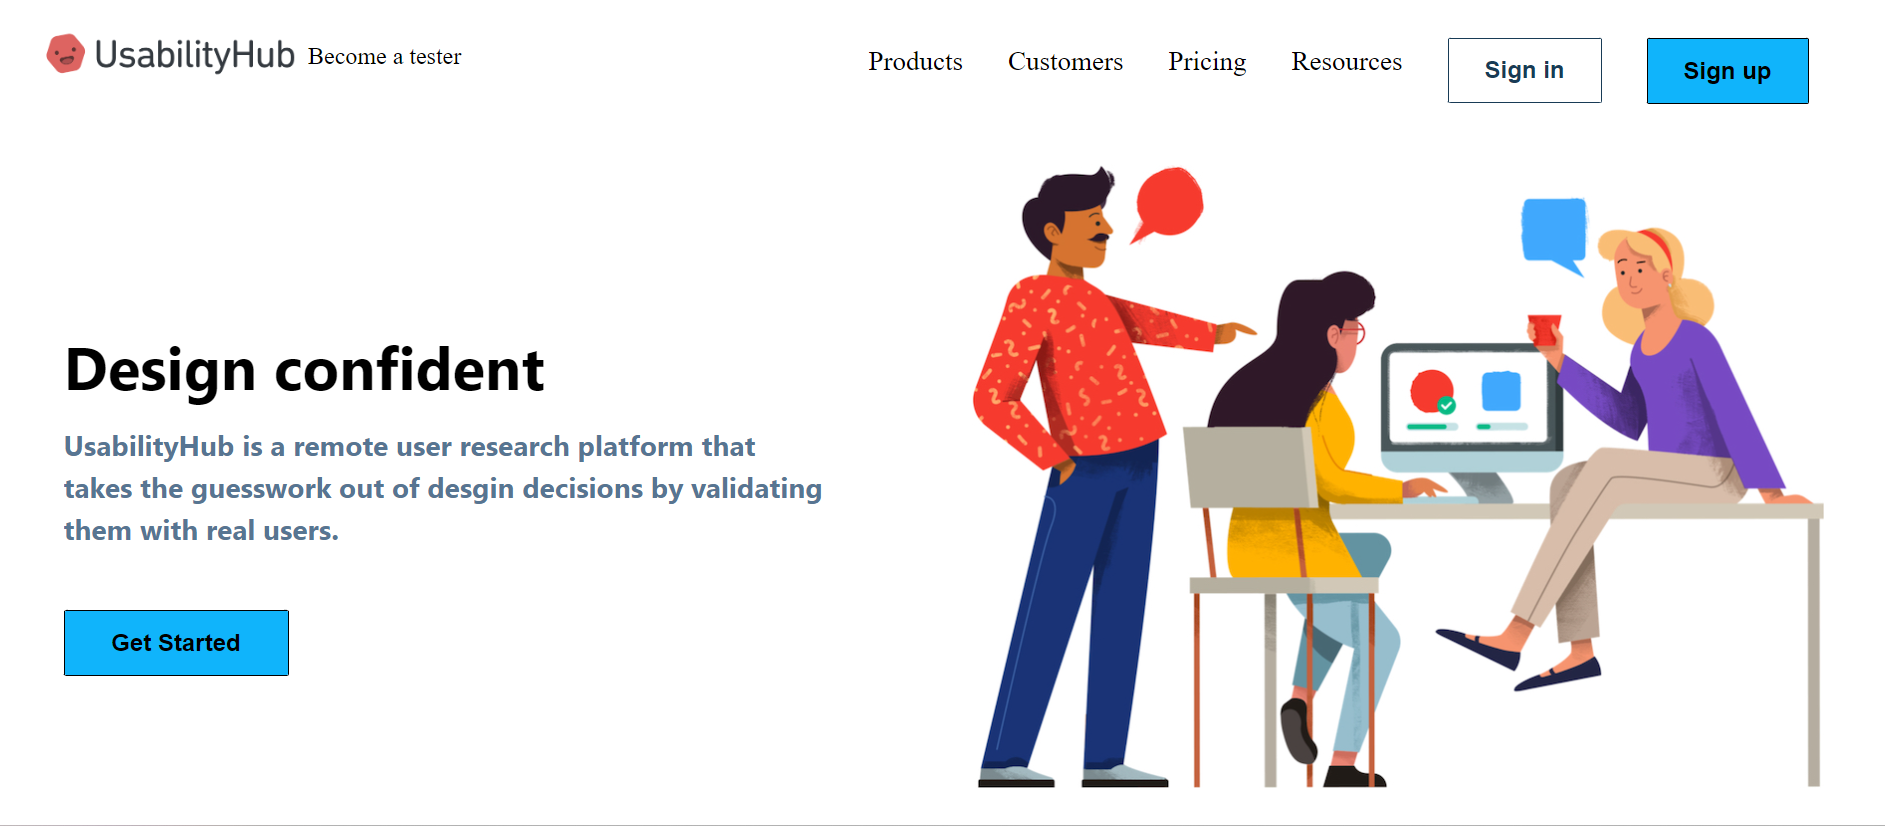 UsabilityHub Become a tester Products Customers Pricing Resources Sign in Sign up
Design confident
UsabilityHub is a remote user research platform that
takes the guesswork out of desgin decisions by validating
them with real users.
Get Started